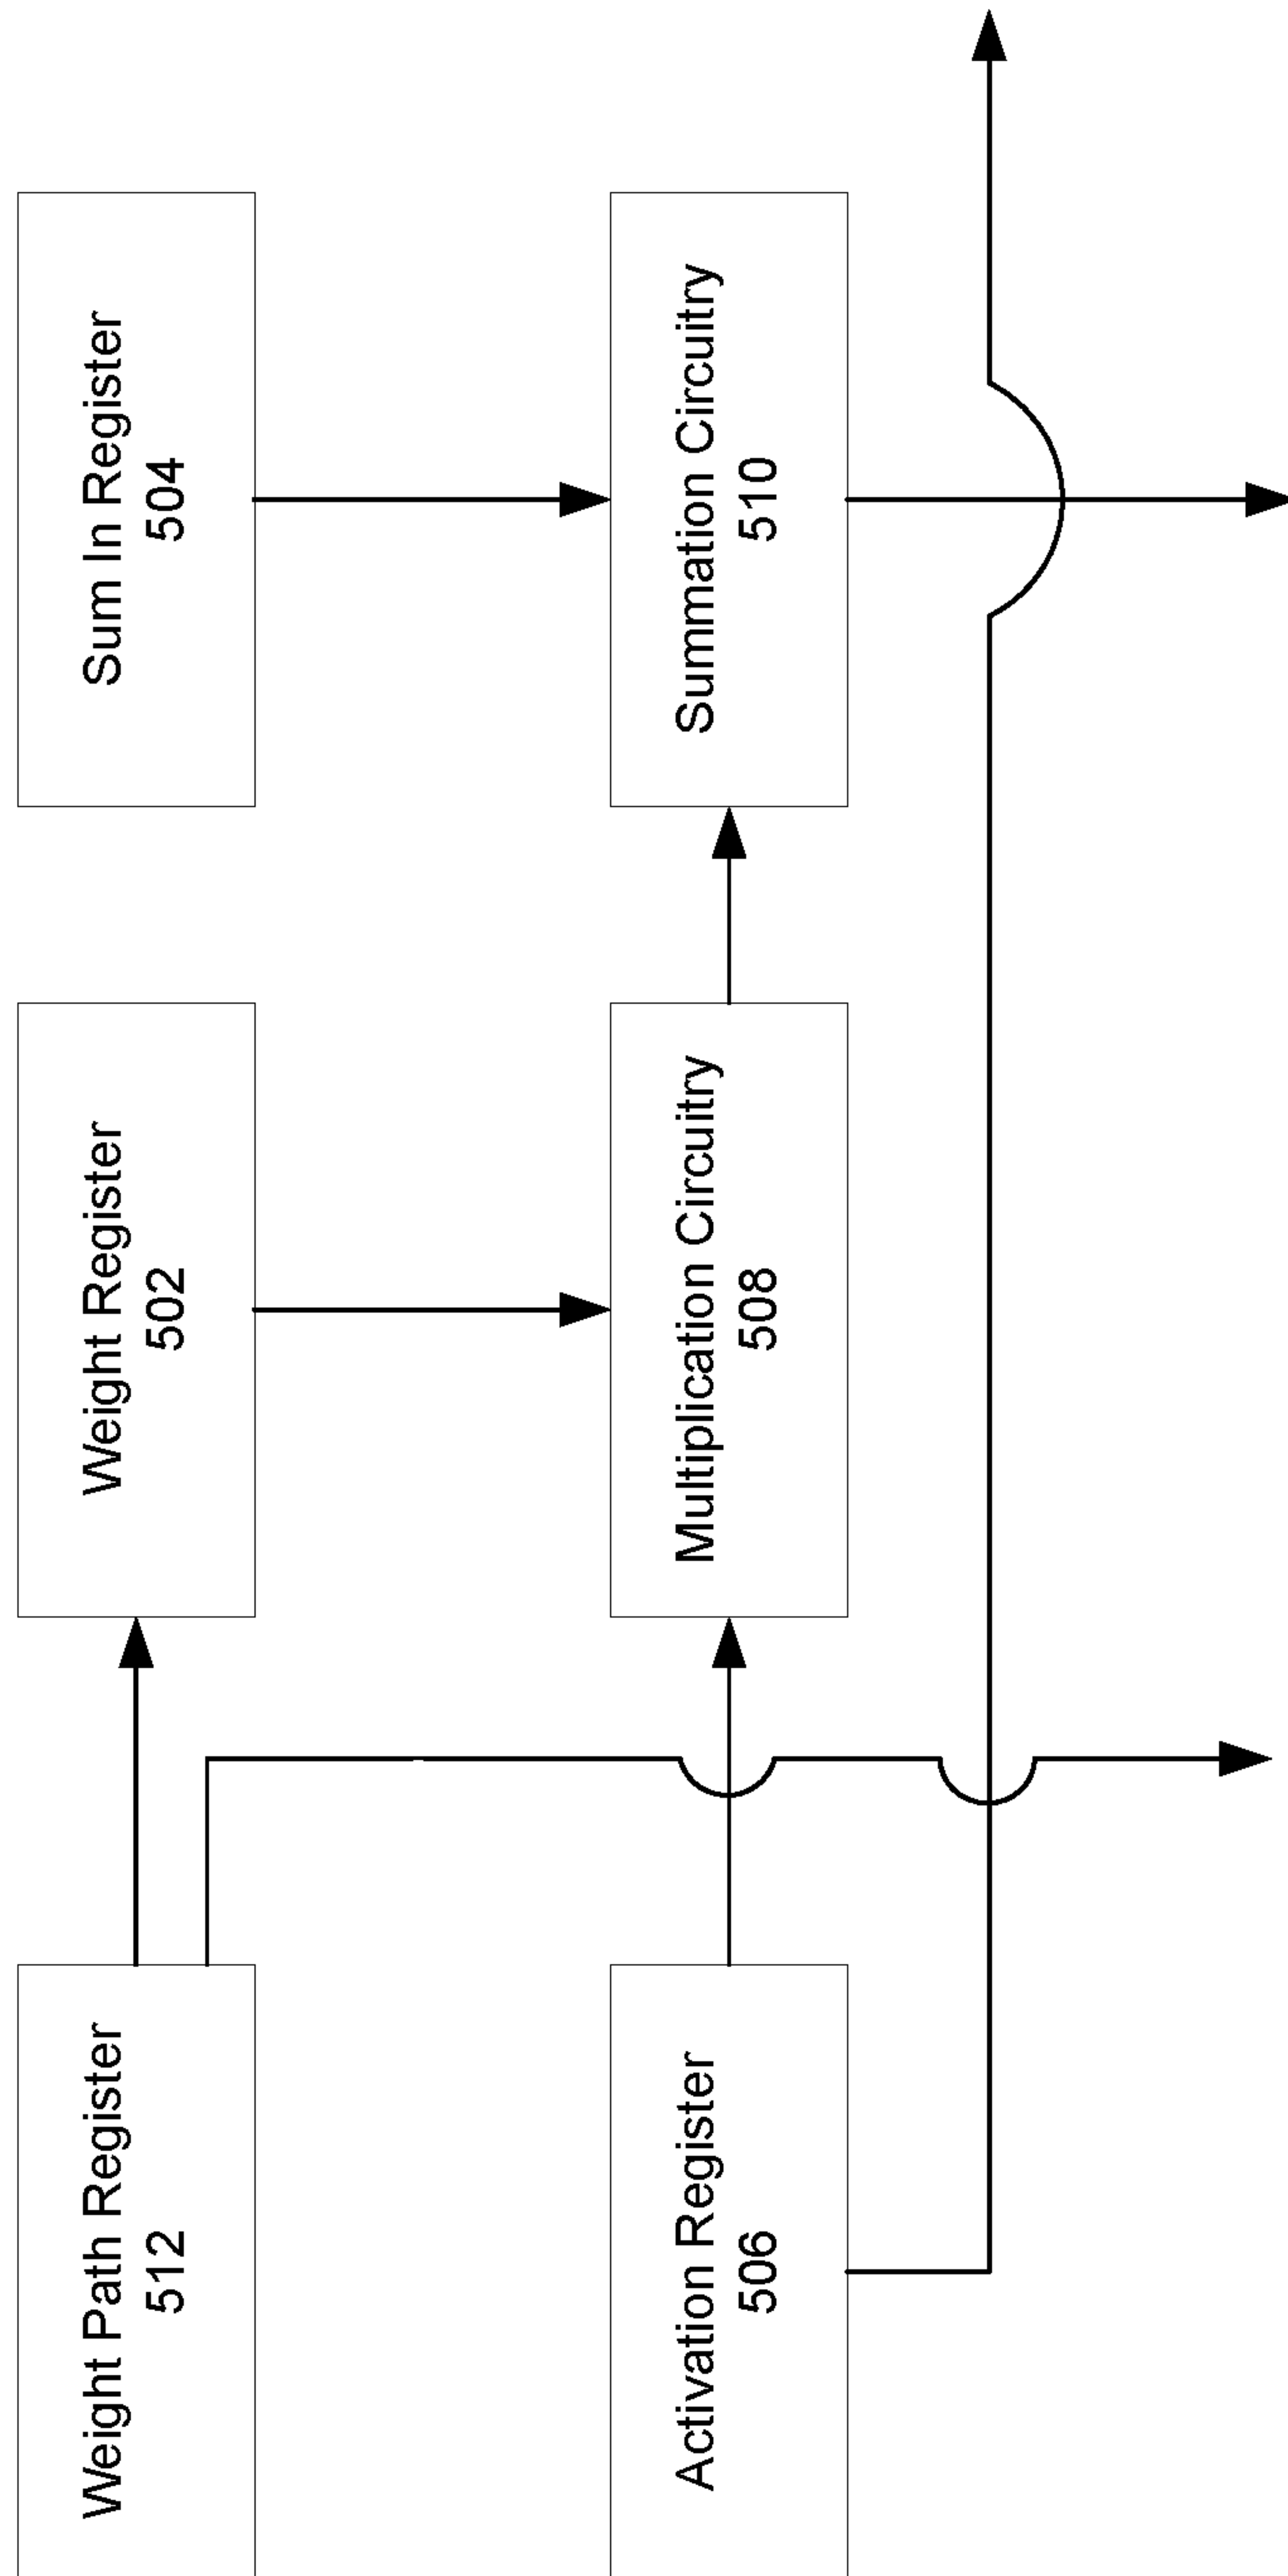 Weight Path Register
512
Weight Register
502
Sum In Register
504
Activation Register
506
Multiplication Circuitry
508
Summation Circuitry
510